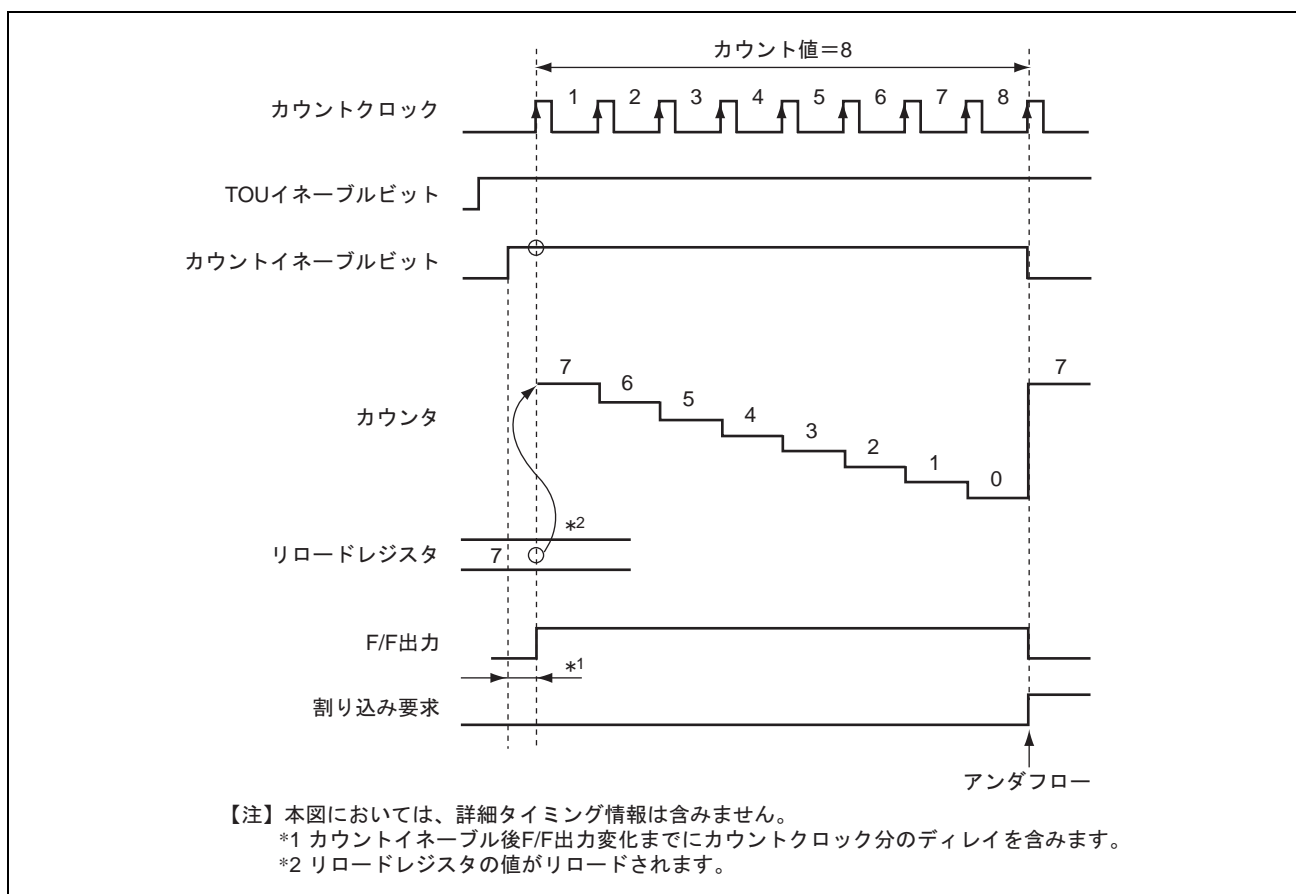 カウント値＝8
カウントクロック
1 2 3 4 5 6 7 8
TOUイネーブルビット
カウントイネーブルビット
カウンタ
7 6 5 4 3 2 1 0 7
リロードレジスタ
7
*2
F/F出力
*1
割り込み要求
アンダフロー
【注】本図においては、詳細タイミング情報は含みません。
*1 カウントイネーブル後F/F出力変化までにカウントクロック分のディレイを含みます。
*2 リロードレジスタの値がリロードされます。